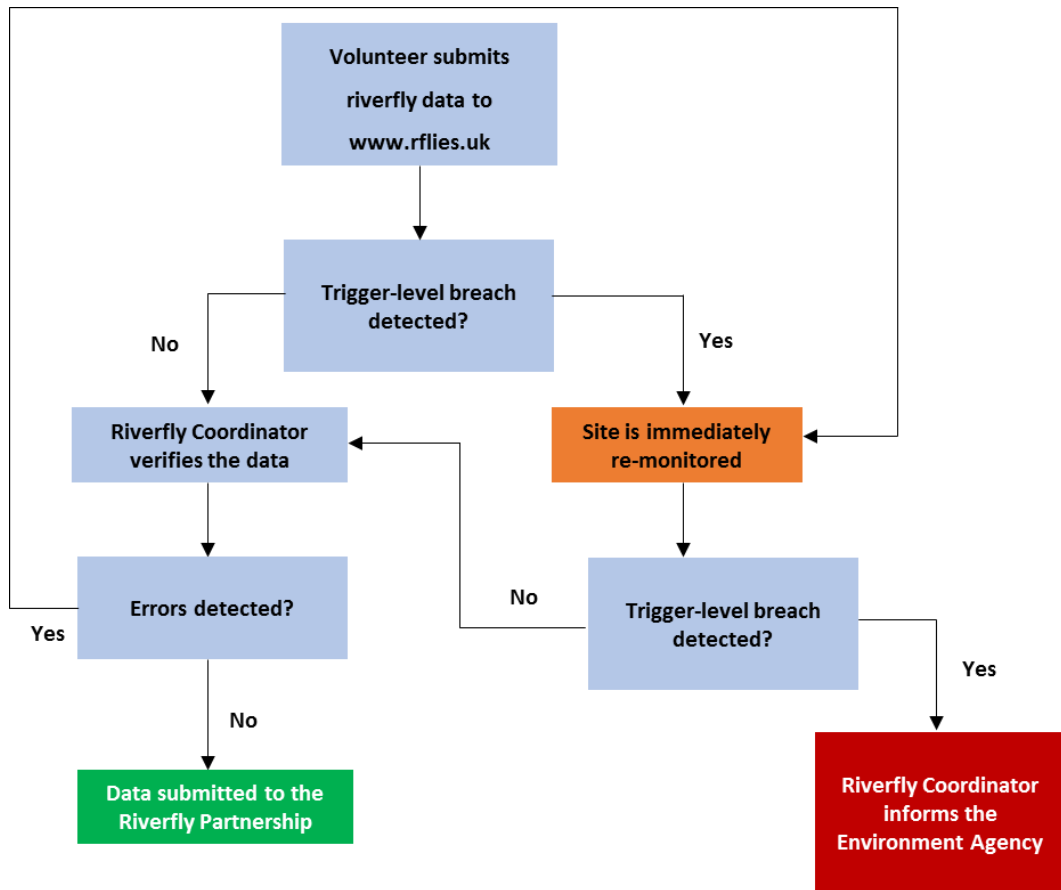 Volunteer submits
riverfly data to
www.rflies.uk
Trigger-level breach
detected?
No
Yes
Riverfly Coordinator
verifies the data
Site is immediately
re-monitored
Errors detected?
No
Trigger-level breach
detected?
Yes
Yes
No
Data submitted to the
Riverfly Partnership
Riverfly Coordinator
informs the
Environment Agency